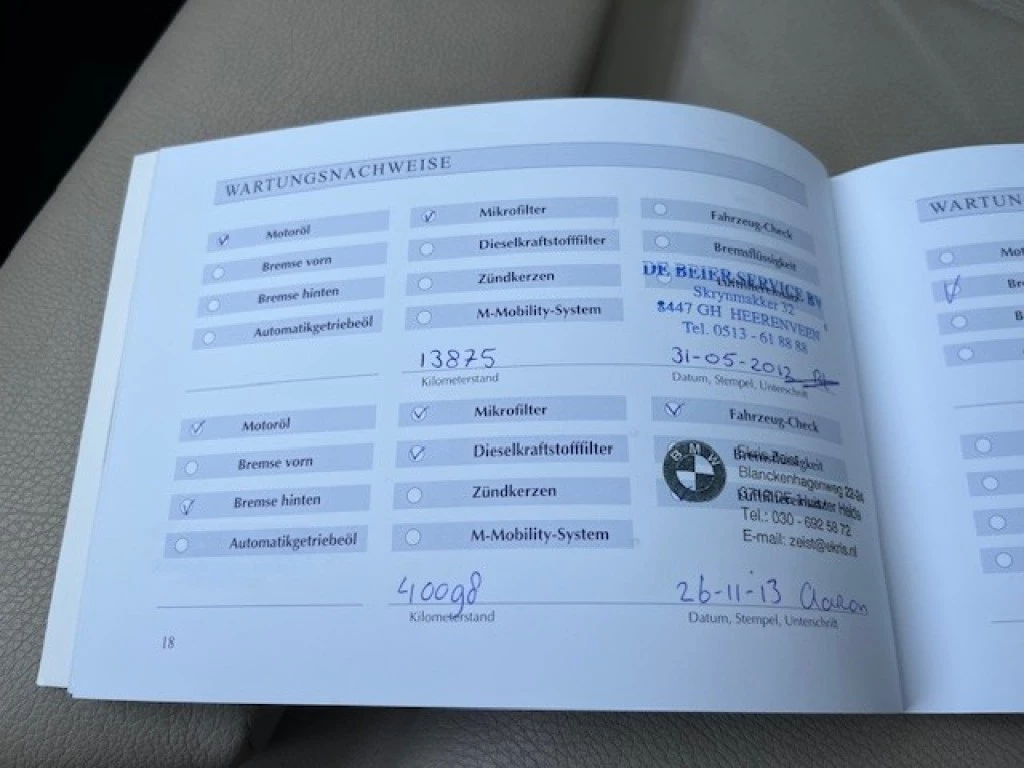 WARTUNGSNACHWEISE
Motoröl
Bremse vorn
Bremse hinten
Automatikgetriebeöl
Mikrofilter
Dieselkraftstofffilter
Zündkerzen
M-Mobility-System
Fahrzeug-Check
Bremsflüssigkeit
DE BEIER SERVICE BV
Skrynmakker 32
8447 GH HEERENVEEN
Tel. 0513 - 61 88 88
13875
Kilometerstand
31-05-2012
Datum, Stempel, Unterschrift
Motoröl
Bremse vorn
Bremse hinten
Automatikgetriebeöl
Mikrofilter
Dieselkraftstofffilter
Zündkerzen
M-Mobility-System
Fahrzeug-Check
BMW
Bremsflüssigkeit
Blanckenhagenweg
Tel.: 030 - 692 58 72
E-mail: zeist@ekris.nl
40098
Kilometerstand
26-11-13 Aaron
Datum, Stempel, Unterschrift
18
WARTUN